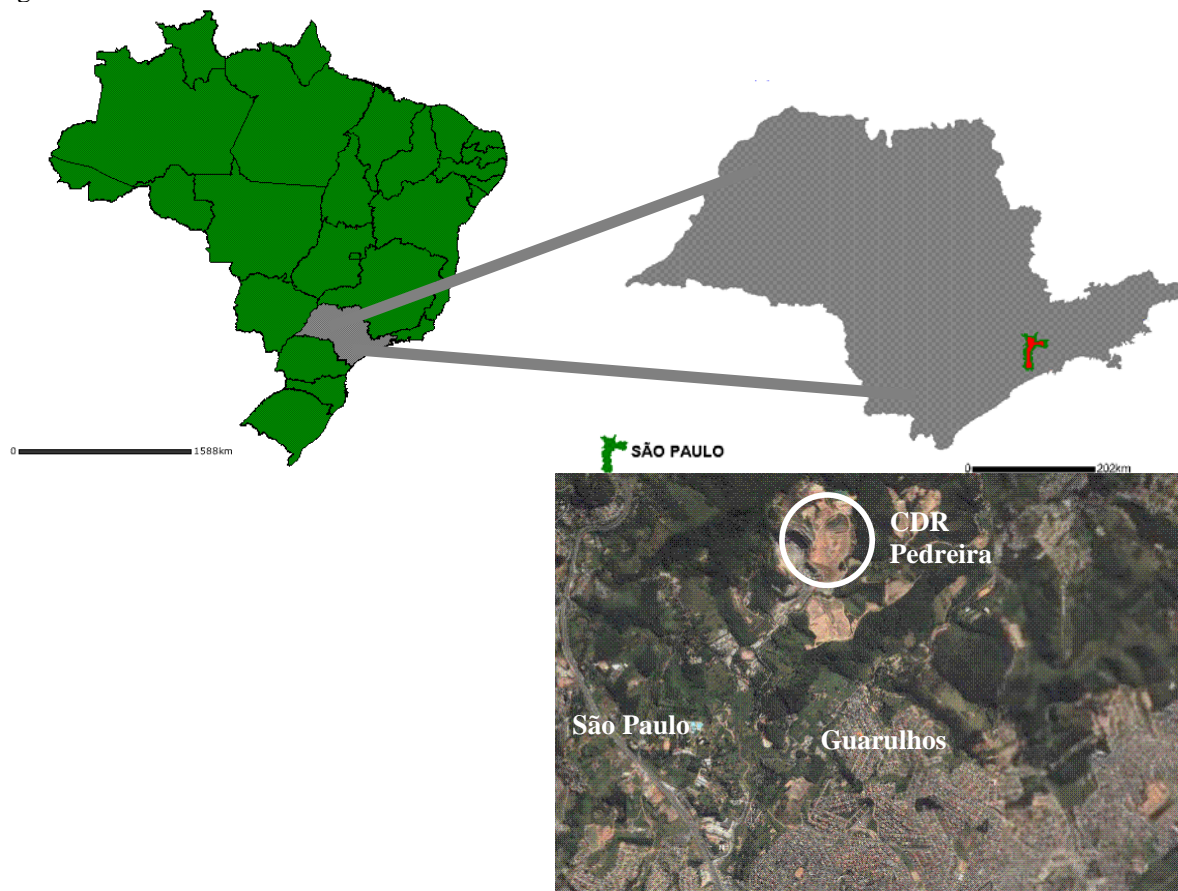 0 1588km
SÃO PAULO
0 202km
CDR
Pedreira
São Paulo
Guarulhos